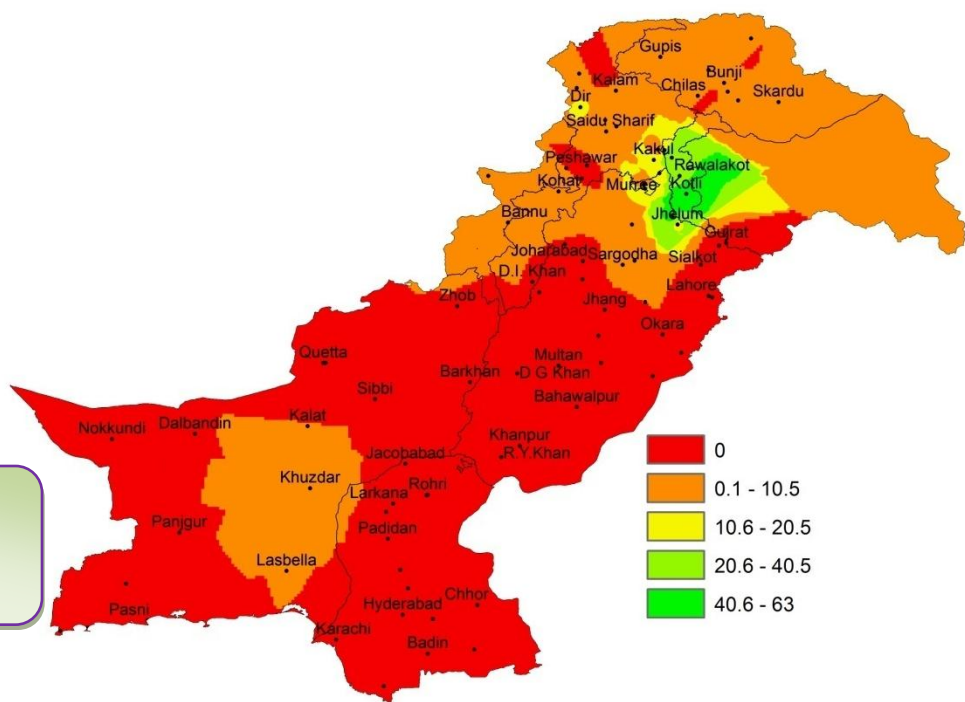 Gupis
Kalam
Chilas
Bunji
Skardu
Dir
Saidu Sharif
Kakul
Peshawar
Rawalakot
Kohat
Murree
Kotli
Bannu
Jhelum
Gujrat
Joharabad
Sargodha
Sialkot
D.I. Khan
Lahore
Zhob
Jhang
Okara
Quetta
Multan
Barkhan
D G Khan
Sibbi
Bahawalpur
Kalat
Dalbandin
Nokkundi
Khanpur
R.Y.Khan
Jacobabad
Khuzdar
Larkana
Rohri
Panjgur
Padidan
Lasbella
Pasni
Hyderabad
Chhor
Karachi
Badin
0
0.1 - 10.5
10.6 - 20.5
20.6 - 40.5
40.6 - 63